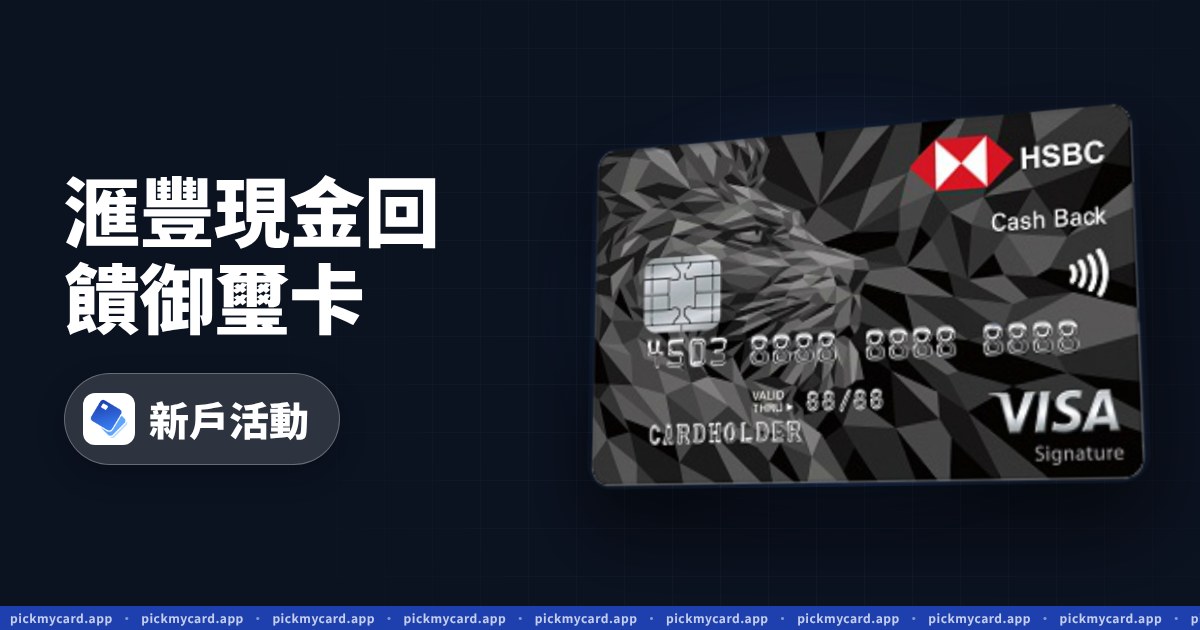 滙豐現金回
饋御璽卡
新戶活動
HSBC
Cash Back
4503 8888 8888 8888
VALID
THRU
88/88
CARDHOLDER
VISA
Signature
pickmycard.app · pickmycard.app · pickmycard.app · pickmycard.app · pickmycard.app · pickmycard.app · pickmycard.app · pickmycard.app · pickmycard.app · p